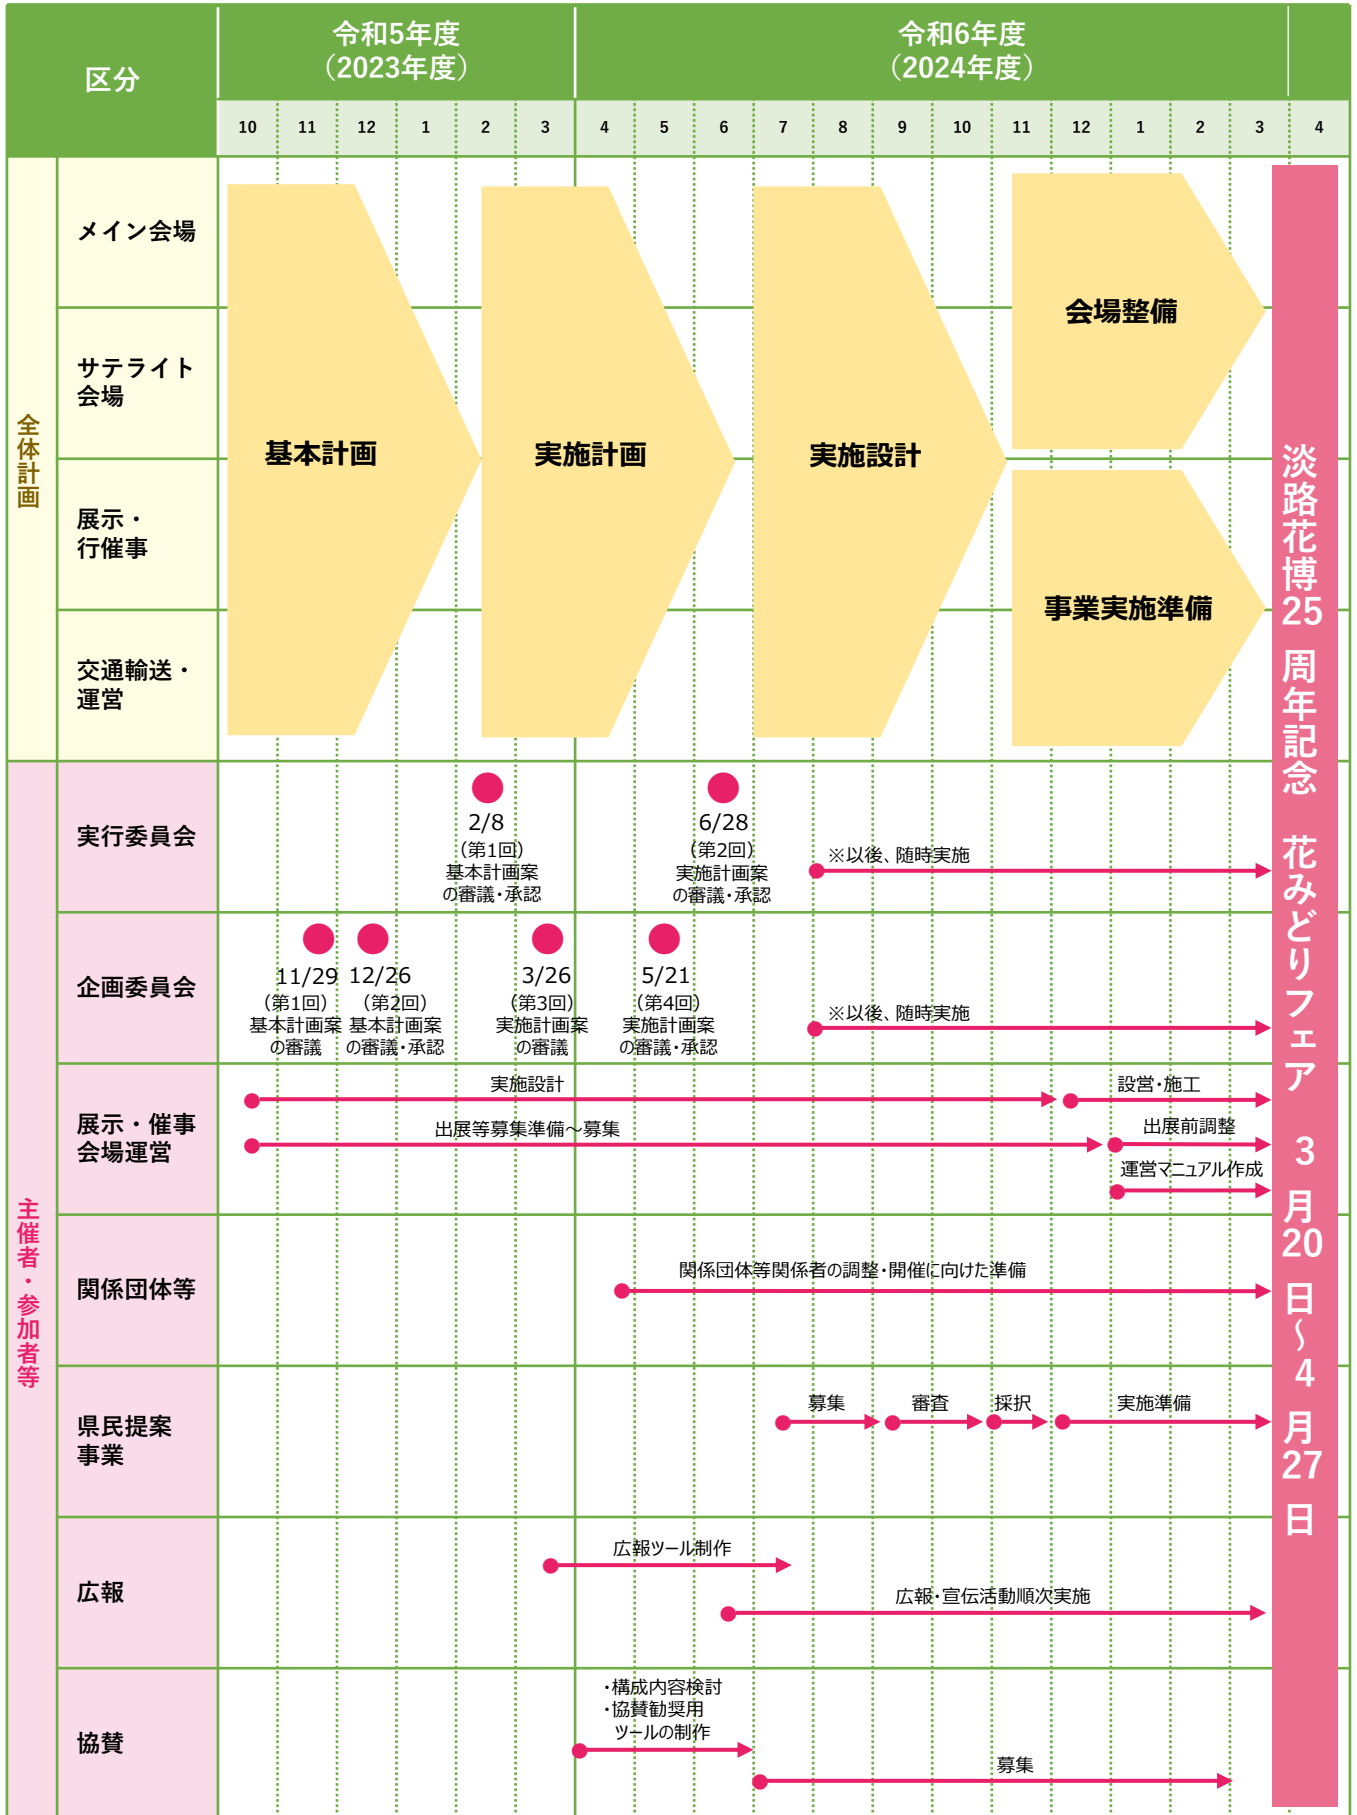 区分
令和5年度
（2023年度）
令和6年度
（2024年度）
10 11 12 1 2 3 4 5 6 7 8 9 10 11 12 1 2 3 4
全体計画
メイン会場
サテライト
会場
展示・
行催事
交通輸送・
運営
基本計画
実施計画
実施設計
会場整備
事業実施準備
淡路花博25周年記念　花みどりフェア　3月20日～4月27日
主催者・参加者等
実行委員会
2/8
（第1回）
基本計画案
の審議・承認
6/28
（第2回）
実施計画案
の審議・承認
※以後、随時実施
企画委員会
11/29
（第1回）
基本計画案
の審議
12/26
（第2回）
基本計画案
の審議・承認
3/26
（第3回）
実施計画案
の審議
5/21
（第4回）
実施計画案
の審議・承認
※以後、随時実施
展示・催事
会場運営
実施設計
設営・施工
出展等募集準備～募集
出展前調整
運営マニュアル作成
関係団体等
関係団体等関係者の調整・開催に向けた準備
県民提案
事業
募集
審査
採択
実施準備
広報
広報ツール制作
広報・宣伝活動順次実施
協賛
・構成内容検討
・協賛勧奨用
ツールの制作
募集